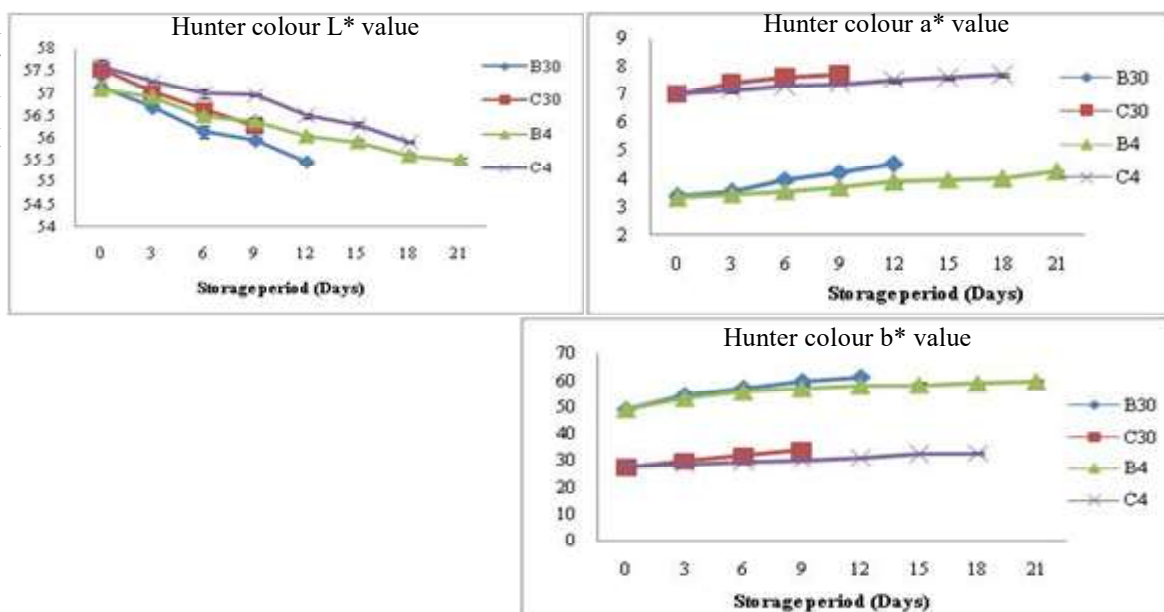 Hunter colour L* value
58
57.5
57
56.5
56
55.5
55
54.5
54
0 3 6 9 12 15 18 21
Storage period (Days)
B30
C30
B4
C4
Hunter colour a* value
9
8
7
6
5
4
3
2
0 3 6 9 12 15 18 21
Storage period (Days)
B30
C30
B4
C4
Hunter colour b* value
70
60
50
40
30
20
10
0
0 3 6 9 12 15 18 21
Storage period (Days)
B30
C30
B4
C4